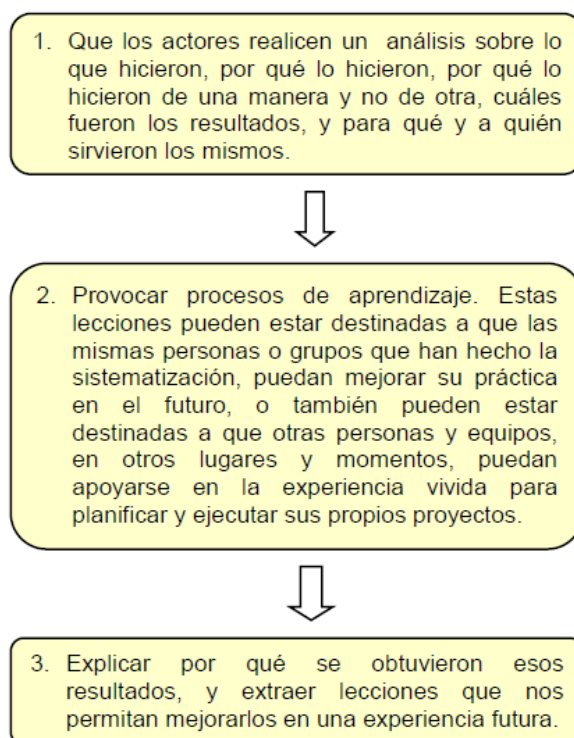 1. Que los actores realicen un análisis sobre lo
que hicieron, por qué lo hicieron, por qué lo
hicieron de una manera y no de otra, cuáles
fueron los resultados, y para qué y a quién
sirvieron los mismos.
2. Provocar procesos de aprendizaje. Estas
lecciones pueden estar destinadas a que las
mismas personas o grupos que han hecho la
sistematización, puedan mejorar su práctica
en el futuro, o también pueden estar
destinadas a que otras personas y equipos,
en otros lugares y momentos, puedan
apoyarse en la experiencia vivida para
planificar y ejecutar sus propios proyectos.
3. Explicar por qué se obtuvieron esos
resultados, y extraer lecciones que nos
permitan mejorarlos en una experiencia futura.